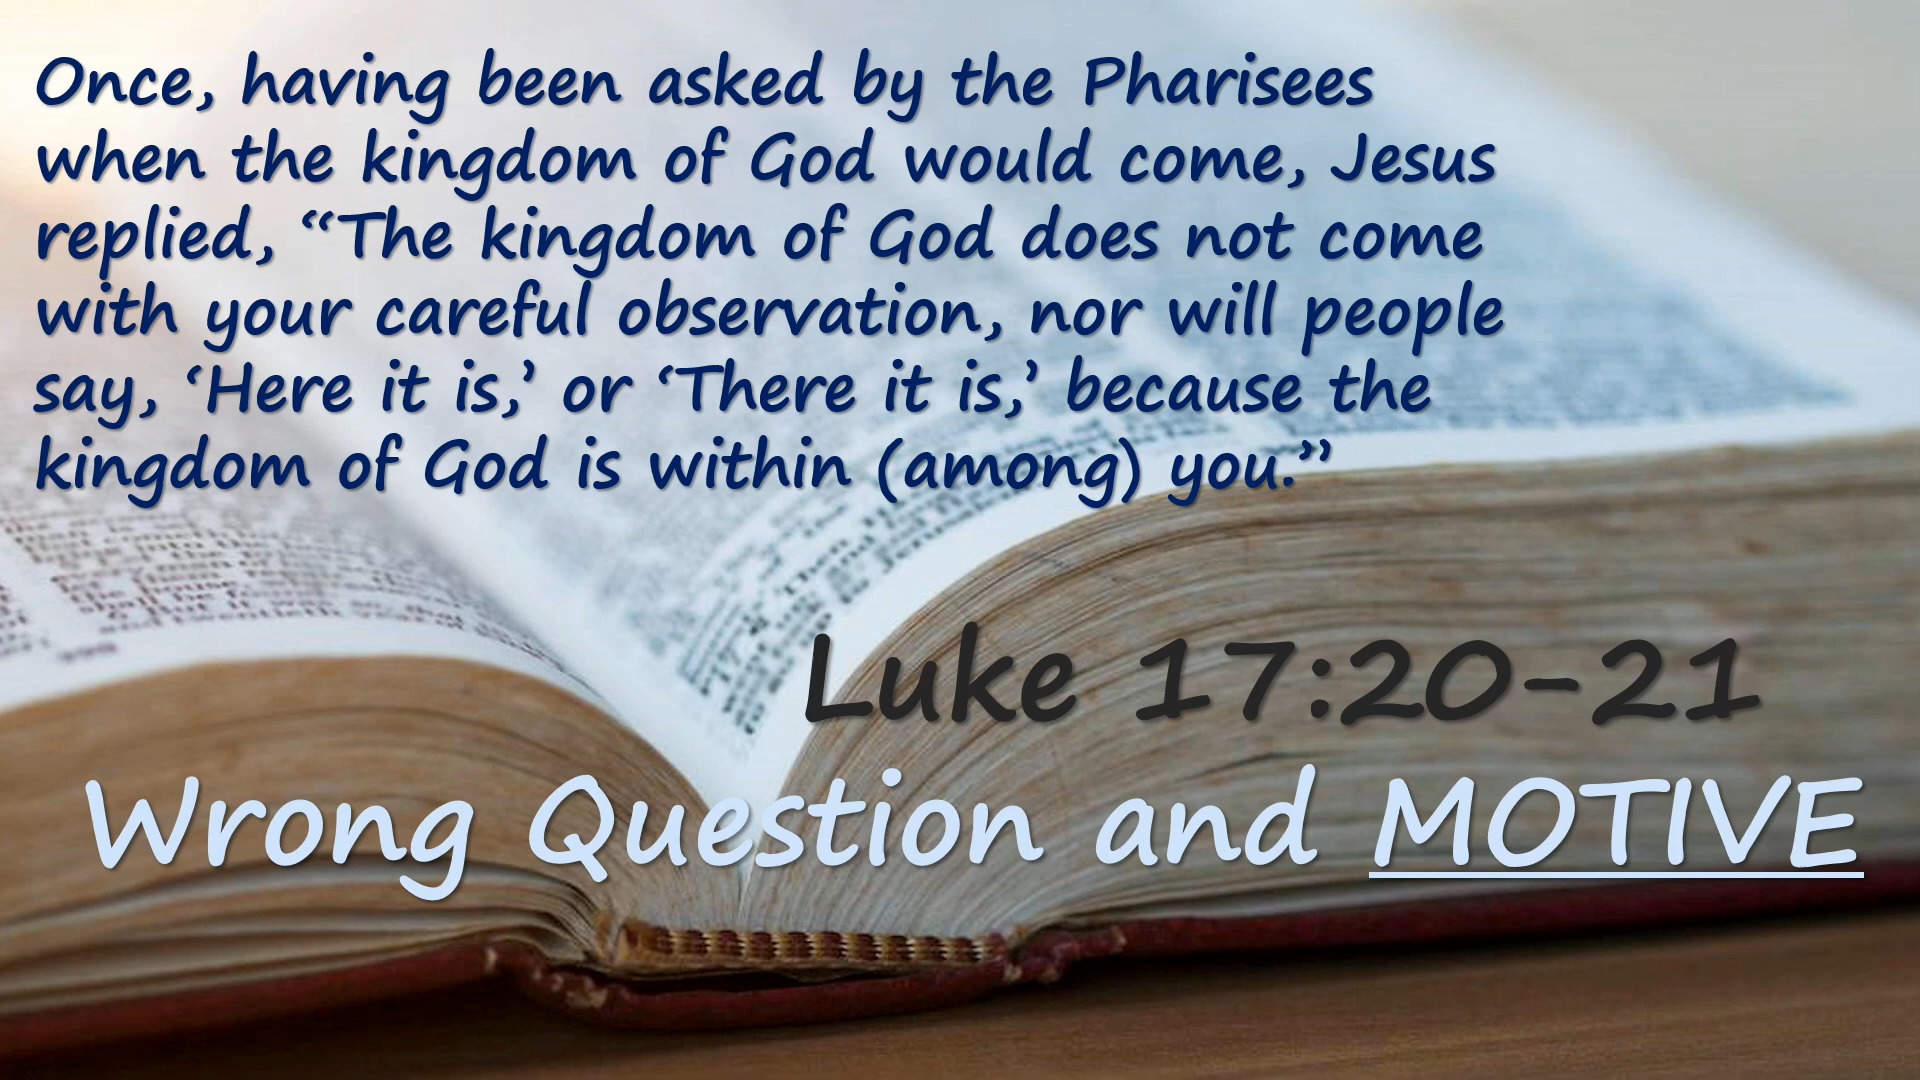 Once, having been asked by the Pharisees
when the kingdom of God would come, Jesus
replied, “The kingdom of God does not come
with your careful observation, nor will people
say, ‘Here it is,’ or ‘There it is,’ because the
kingdom of God is within (among) you.”
Luke 17:20-21
Wrong Question and MOTIVE